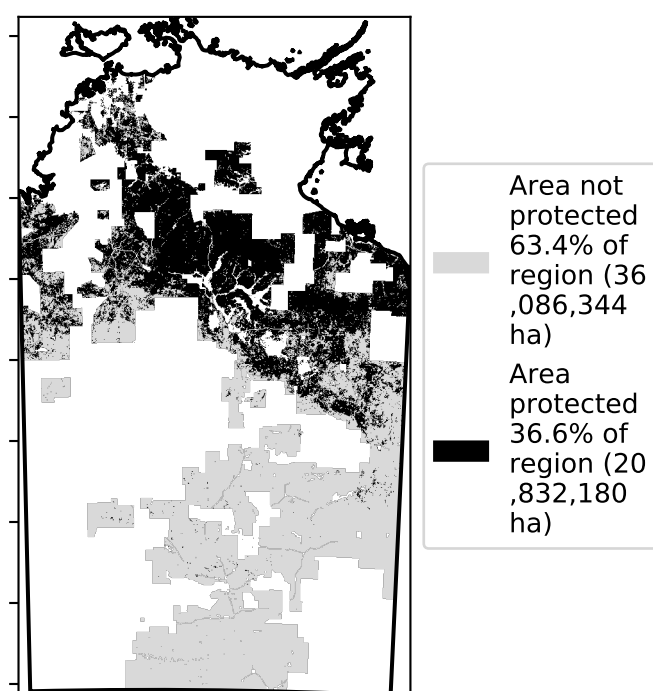 Area not
protected
63.4% of
region (36
,086,344
ha)
Area
protected
36.6% of
region (20
,832,180
ha)